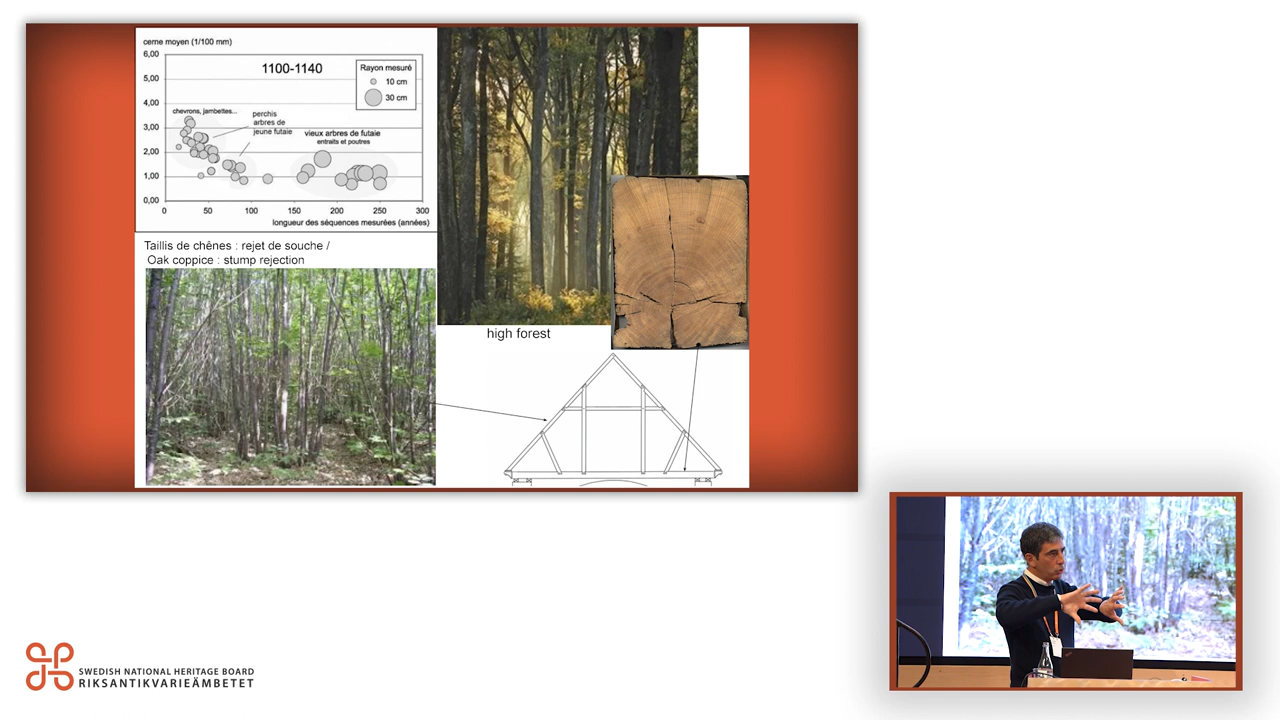 cerne moyen (1/100 mm)
6,00
5,00
4,00
3,00
2,00
1,00
0,00
1100-1140
Rayon mesuré
10 cm
30 cm
chevrons, jambettes...
perchis
arbres de
jeune futaie
vieux arbres de futaie
entraits et poutres
0 50 100 150 200 250 300
longueur des séquences mesurées (années)
Taillis de chênes : rejet de souche /
Oak coppice : stump rejection
high forest
SWEDISH NATIONAL HERITAGE BOARD
RIKSANTIKVARIEÄMBETET